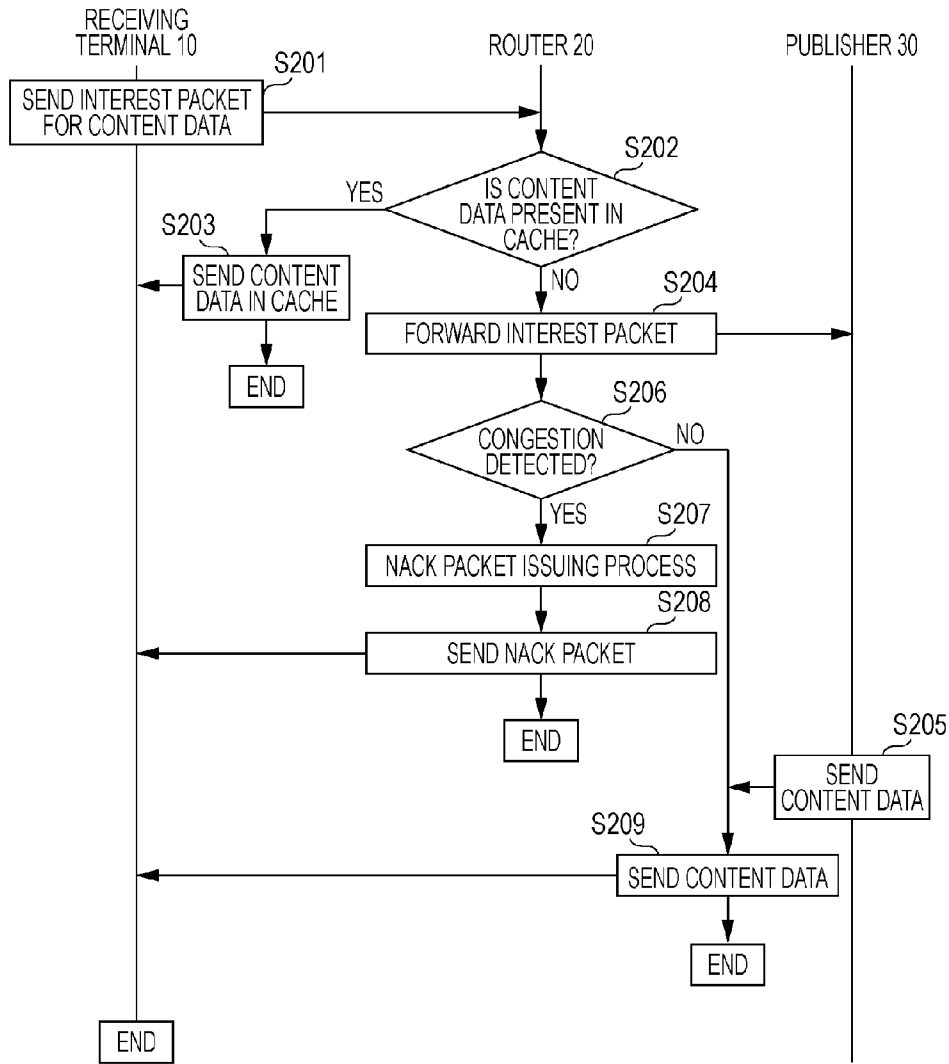 RECEIVING
TERMINAL 10
ROUTER 20
PUBLISHER 30
S201
SEND INTEREST PACKET
FOR CONTENT DATA
S202
IS CONTENT
DATA PRESENT IN
CACHE?
YES
S203
SEND CONTENT
DATA IN CACHE
NO
S204
FORWARD INTEREST PACKET
END
S206
CONGESTION
DETECTED?
NO
YES
S207
NACK PACKET ISSUING PROCESS
S208
SEND NACK PACKET
END
S205
SEND
CONTENT DATA
S209
SEND CONTENT DATA
END
END